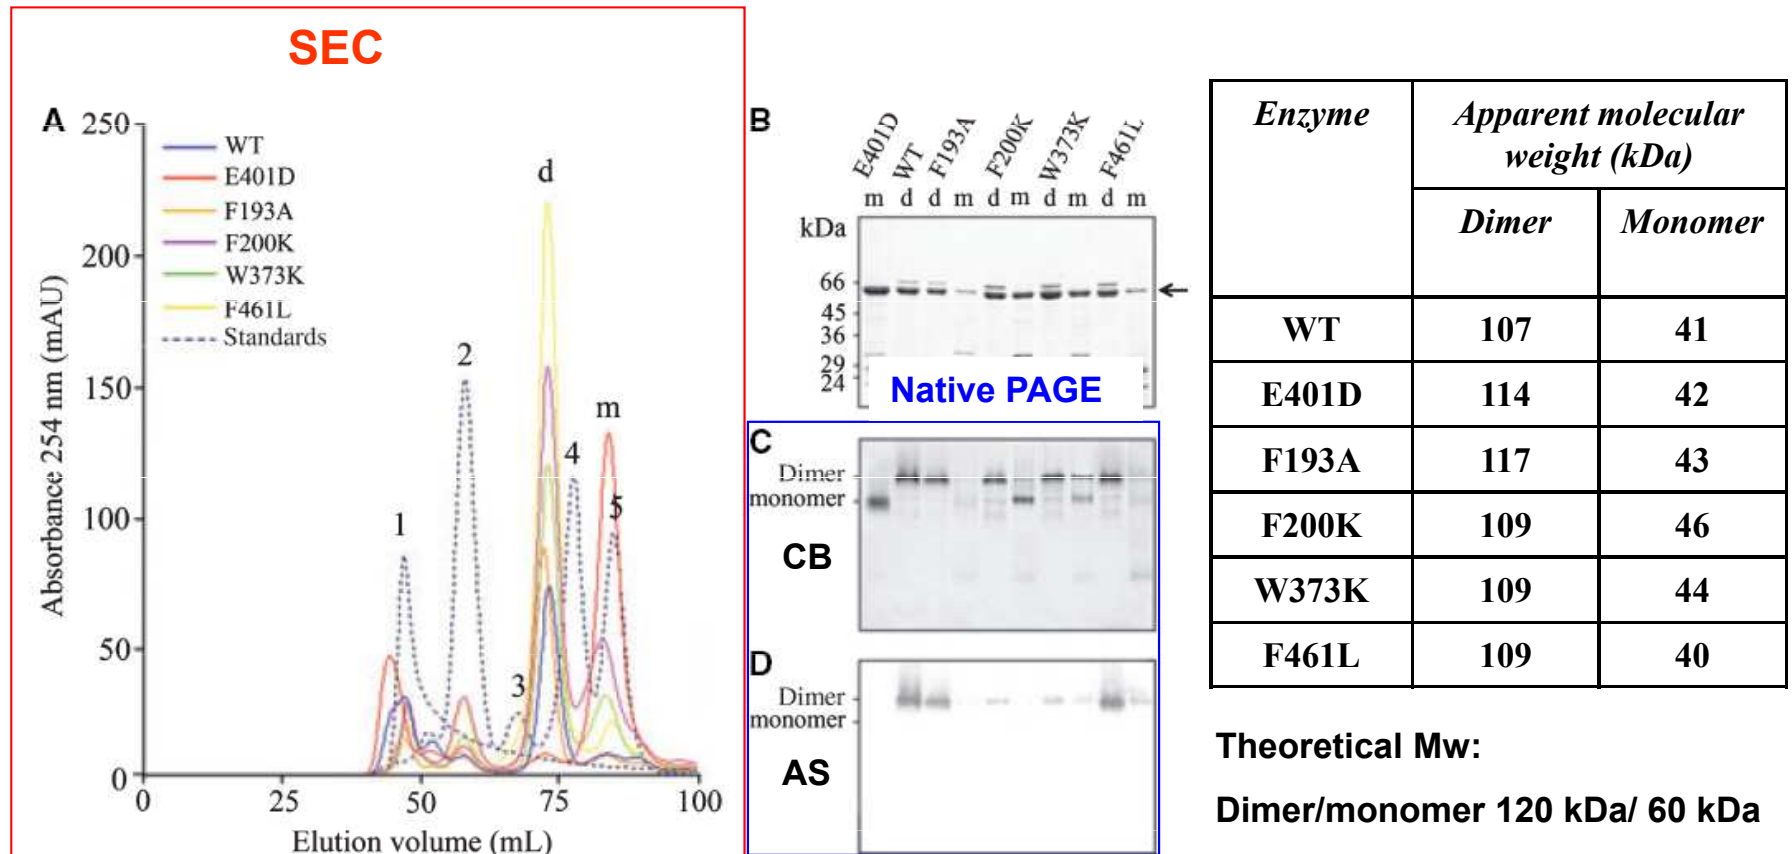 SEC
A
250
200
150
100
50
0
0 25 50 75 100
Absorbance 254 nm (mAU)
Elution volume (mL)
WT
E401D
F193A
F200K
W373K
F461L
Standards
1
2
3
d
4
m
5
B
E401D WT F193A F200K W373K F461L
m d d m d m d m d m
kDa
66
45
36
29
24
Native PAGE
C
Dimer
monomer
CB
D
Dimer
monomer
AS
Enzyme Apparent molecular
weight (kDa)
Dimer Monomer
WT 107 41
E401D 114 42
F193A 117 43
F200K 109 46
W373K 109 44
F461L 109 40
Theoretical Mw:
Dimer/monomer 120 kDa/ 60 kDa